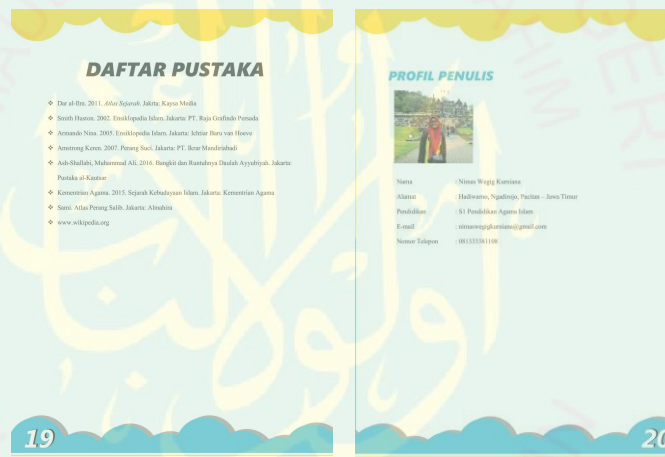 DAFTAR PUSTAKA
❖ Dar al-Ilm. 2011. Atlas Sejarah. Jakrta: Kaysa Media
❖ Smith Huston. 2002. Ensiklopedia Islam. Jakarta: PT. Raja Grafindo Persada
❖ Armando Nina. 2005. Ensiklopedia Islam. Jakarta: Ichtiar Baru van Hoeve
❖ Amstrong Keren. 2007. Perang Suci. Jakarta: PT. Ikrar Mandiriabadi
❖ Ash-Shallabi, Muhammad Ali. 2016. Bangkit dan Runtuhnya Daulah Ayyubiyah. Jakarta:
Pustaka al-Kautsar
❖ Kementrian Agama. 2015. Sejarah Kebudayaan Islam. Jakarta: Kementrian Agama
❖ Sami. Atlas Perang Salib. Jakarta: Almahira
❖ www.wikipedia.org
19
PROFIL PENULIS
Nama : Nimas Wegig Kurniana
Alamat : Hadiwarno, Ngadirojo, Pacitan – Jawa Timur
Pendidikan : S1 Pendidikan Agama Islam
E-mail : nimaswegigkurniana@gmail.com
Nomor Telepon : 081333381108
20